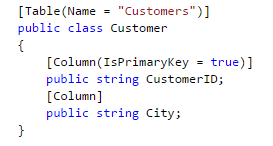 [Table(Name = "Customers")]
public class Customer
{
    [Column(IsPrimaryKey = true)]
    public string CustomerID;
    [Column]
    public string City;
}